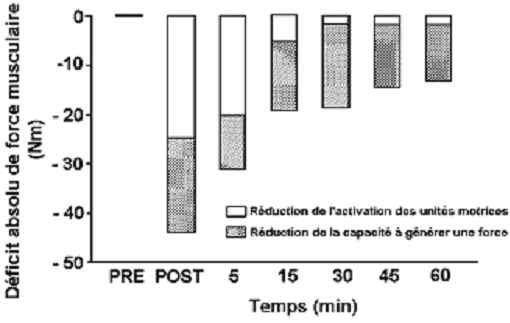 Déficit absolu de force musculaire
(Nm)
-0
-10
- 20
- 30
- 40
- 50
Réduction de l'activation des unités motrices
Réduction de la capacité à générer une force
PRE POST 5 15 30 45 60
Temps (min)